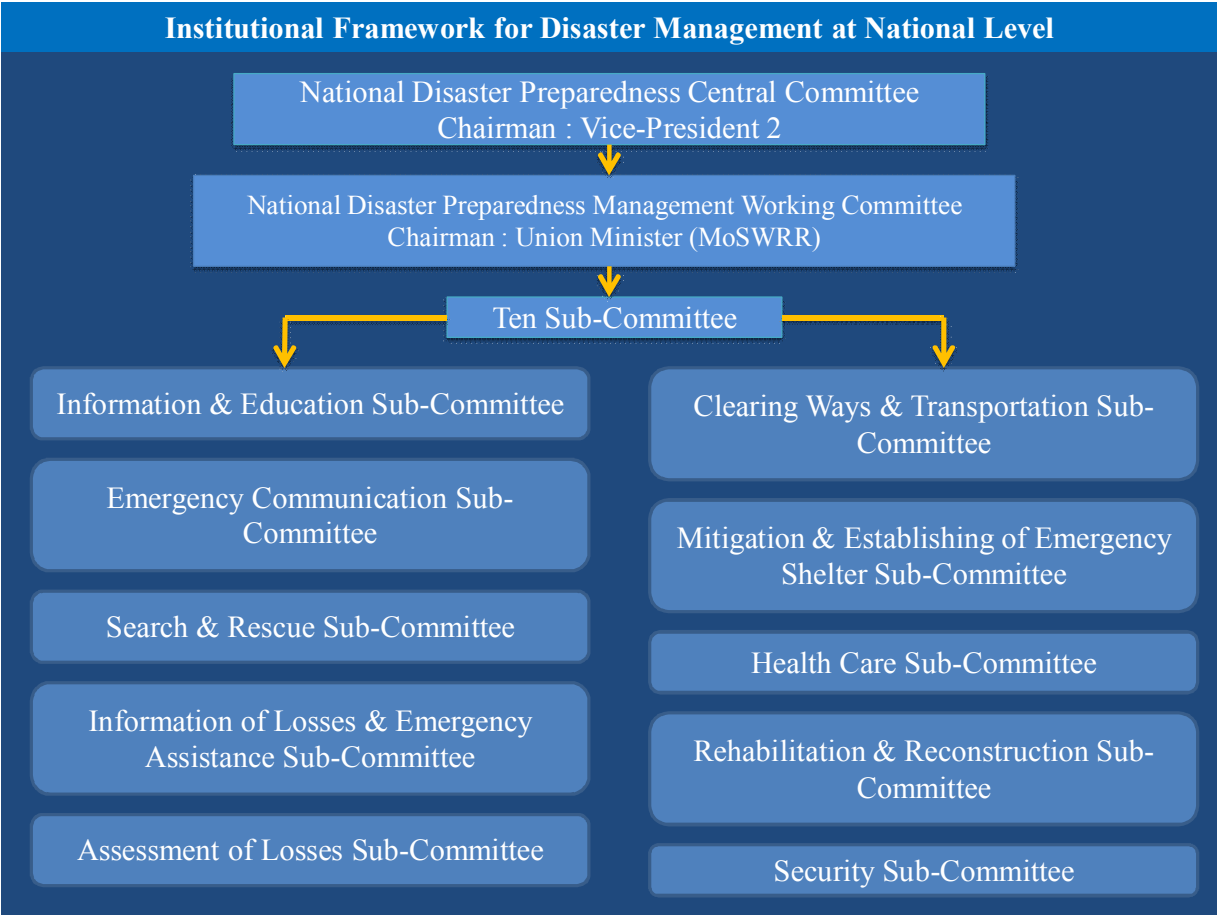 Institutional Framework for Disaster Management at National Level
National Disaster Preparedness Central Committee
Chairman : Vice-President 2
National Disaster Preparedness Management Working Committee
Chairman : Union Minister (MoSWRR)
Ten Sub-Committee
Information & Education Sub-Committee
Emergency Communication Sub-
Committee
Search & Rescue Sub-Committee
Information of Losses & Emergency
Assistance Sub-Committee
Assessment of Losses Sub-Committee
Clearing Ways & Transportation Sub-
Committee
Mitigation & Establishing of Emergency
Shelter Sub-Committee
Health Care Sub-Committee
Rehabilitation & Reconstruction Sub-
Committee
Security Sub-Committee